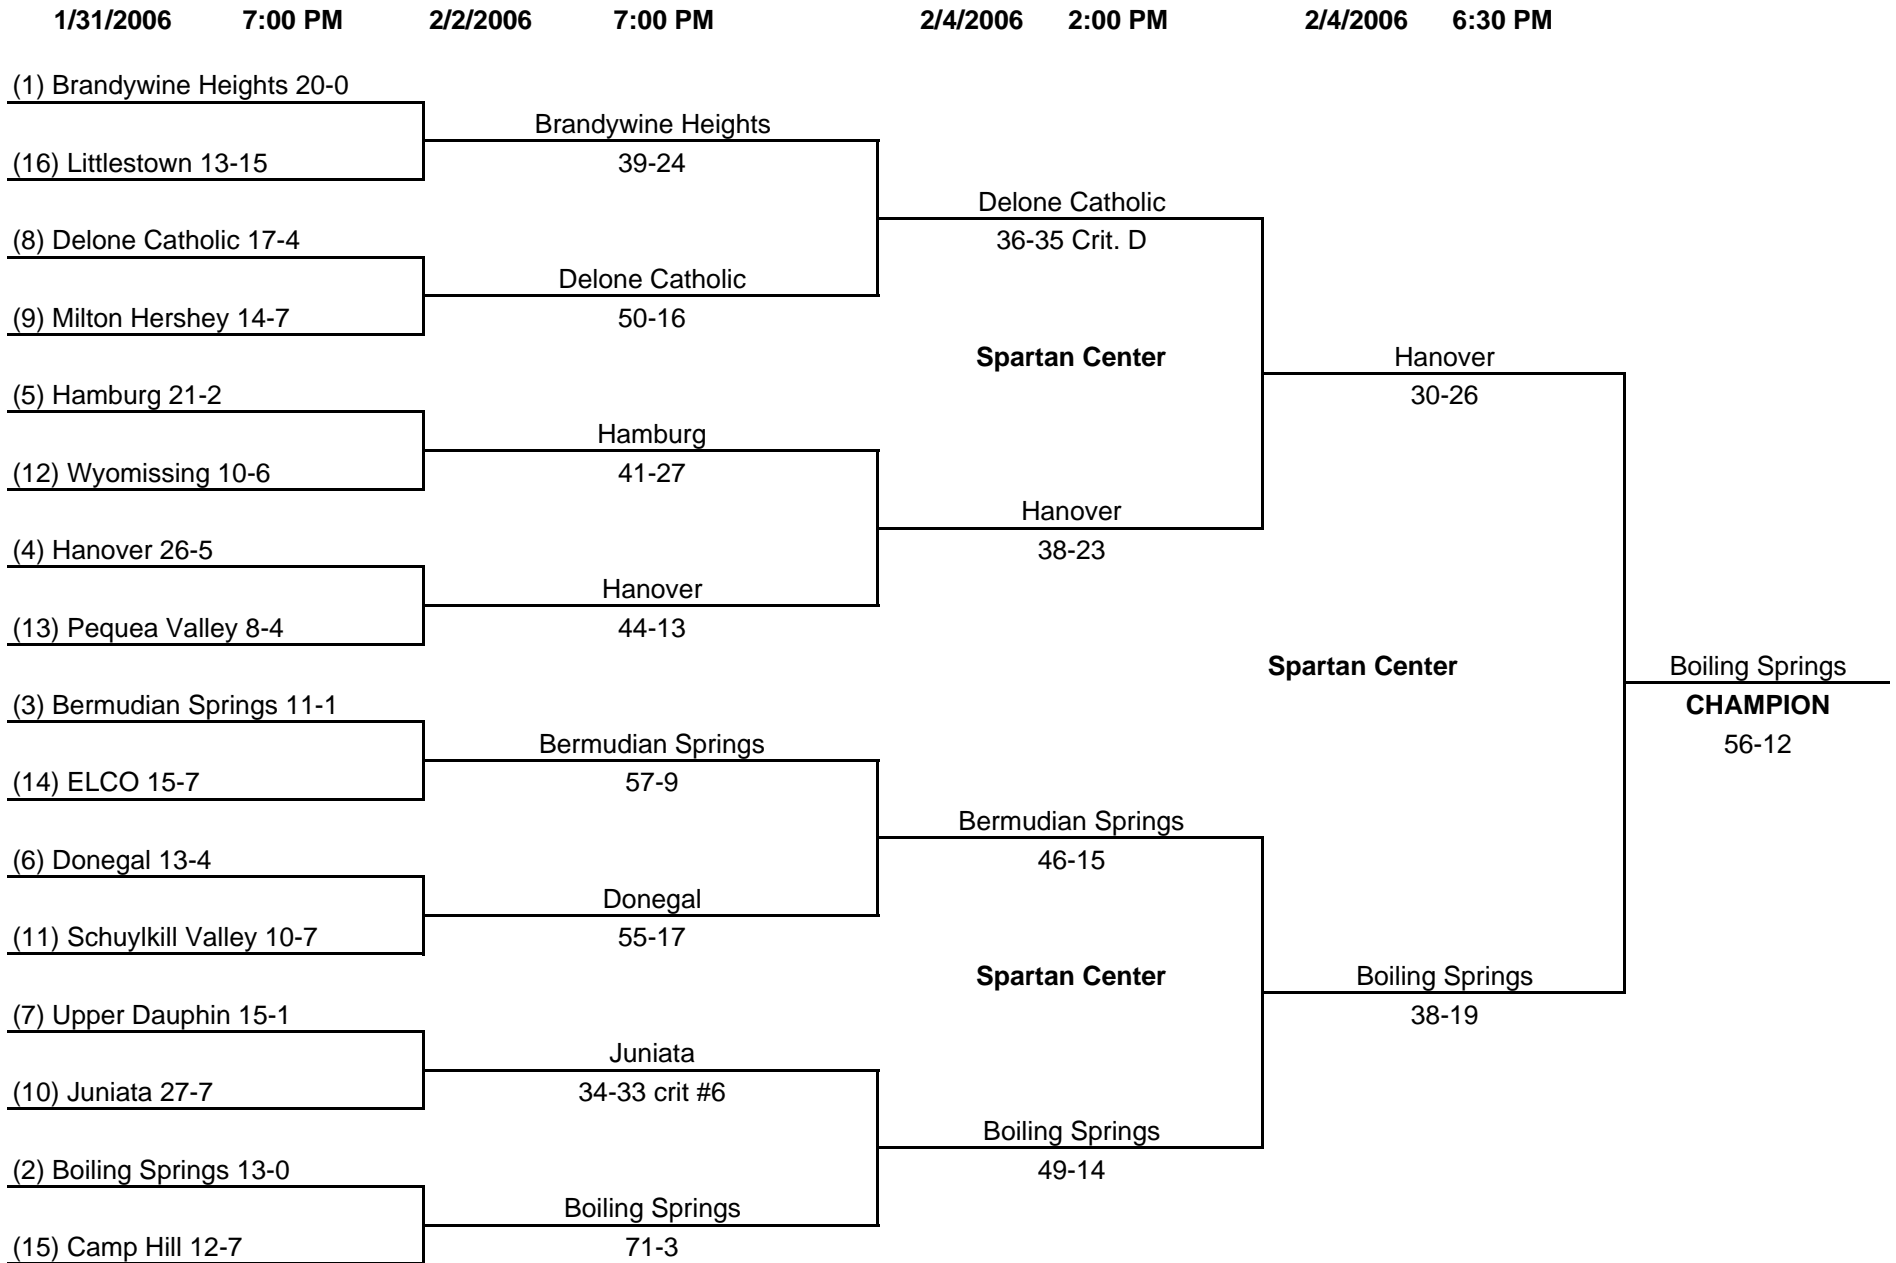 1/31/2006 7:00 PM 2/2/2006 7:00 PM 2/4/2006 2:00 PM 2/4/2006 6:30 PM
(1) Brandywine Heights 20-0
Brandywine Heights
(16) Littlestown 13-15 39-24
Delone Catholic
(8) Delone Catholic 17-4 36-35 Crit. D
Delone Catholic
(9) Milton Hershey 14-7 50-16
Spartan Center Hanover
(5) Hamburg 21-2 30-26
Hamburg
(12) Wyomissing 10-6 41-27
Hanover
(4) Hanover 26-5 38-23
Hanover
(13) Pequea Valley 8-4 44-13
Spartan Center Boiling Springs
(3) Bermudian Springs 11-1 CHAMPION
Bermudian Springs 56-12
(14) ELCO 15-7 57-9
Bermudian Springs
(6) Donegal 13-4 46-15
Donegal
(11) Schuylkill Valley 10-7 55-17
Spartan Center Boiling Springs
(7) Upper Dauphin 15-1 38-19
Juniata
(10) Juniata 27-7 34-33 crit #6
Boiling Springs
(2) Boiling Springs 13-0 49-14
Boiling Springs
(15) Camp Hill 12-7 71-3